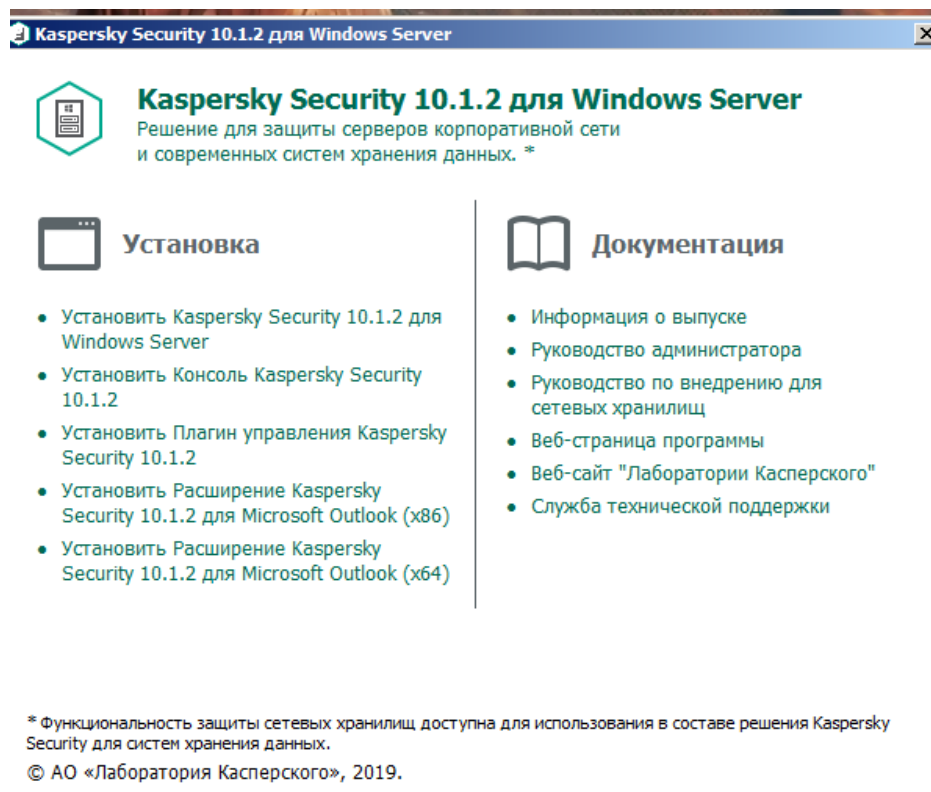 Kaspersky Security 10.1.2 для Windows Server
Kaspersky Security 10.1.2 для Windows Server
Решение для защиты серверов корпоративной сети
и современных систем хранения данных. *
Установка
• Установить Kaspersky Security 10.1.2 для
Windows Server
• Установить Консоль Kaspersky Security
10.1.2
• Установить Плагин управления Kaspersky
Security 10.1.2
• Установить Расширение Kaspersky
Security 10.1.2 для Microsoft Outlook (x86)
• Установить Расширение Kaspersky
Security 10.1.2 для Microsoft Outlook (x64)
Документация
• Информация о выпуске
• Руководство администратора
• Руководство по внедрению для
сетевых хранилищ
• Веб-страница программы
• Веб-сайт "Лаборатории Касперского"
• Служба технической поддержки
* Функциональность защиты сетевых хранилищ доступна для использования в составе решения Kaspersky
Security для систем хранения данных.
© АО «Лаборатория Касперского», 2019.